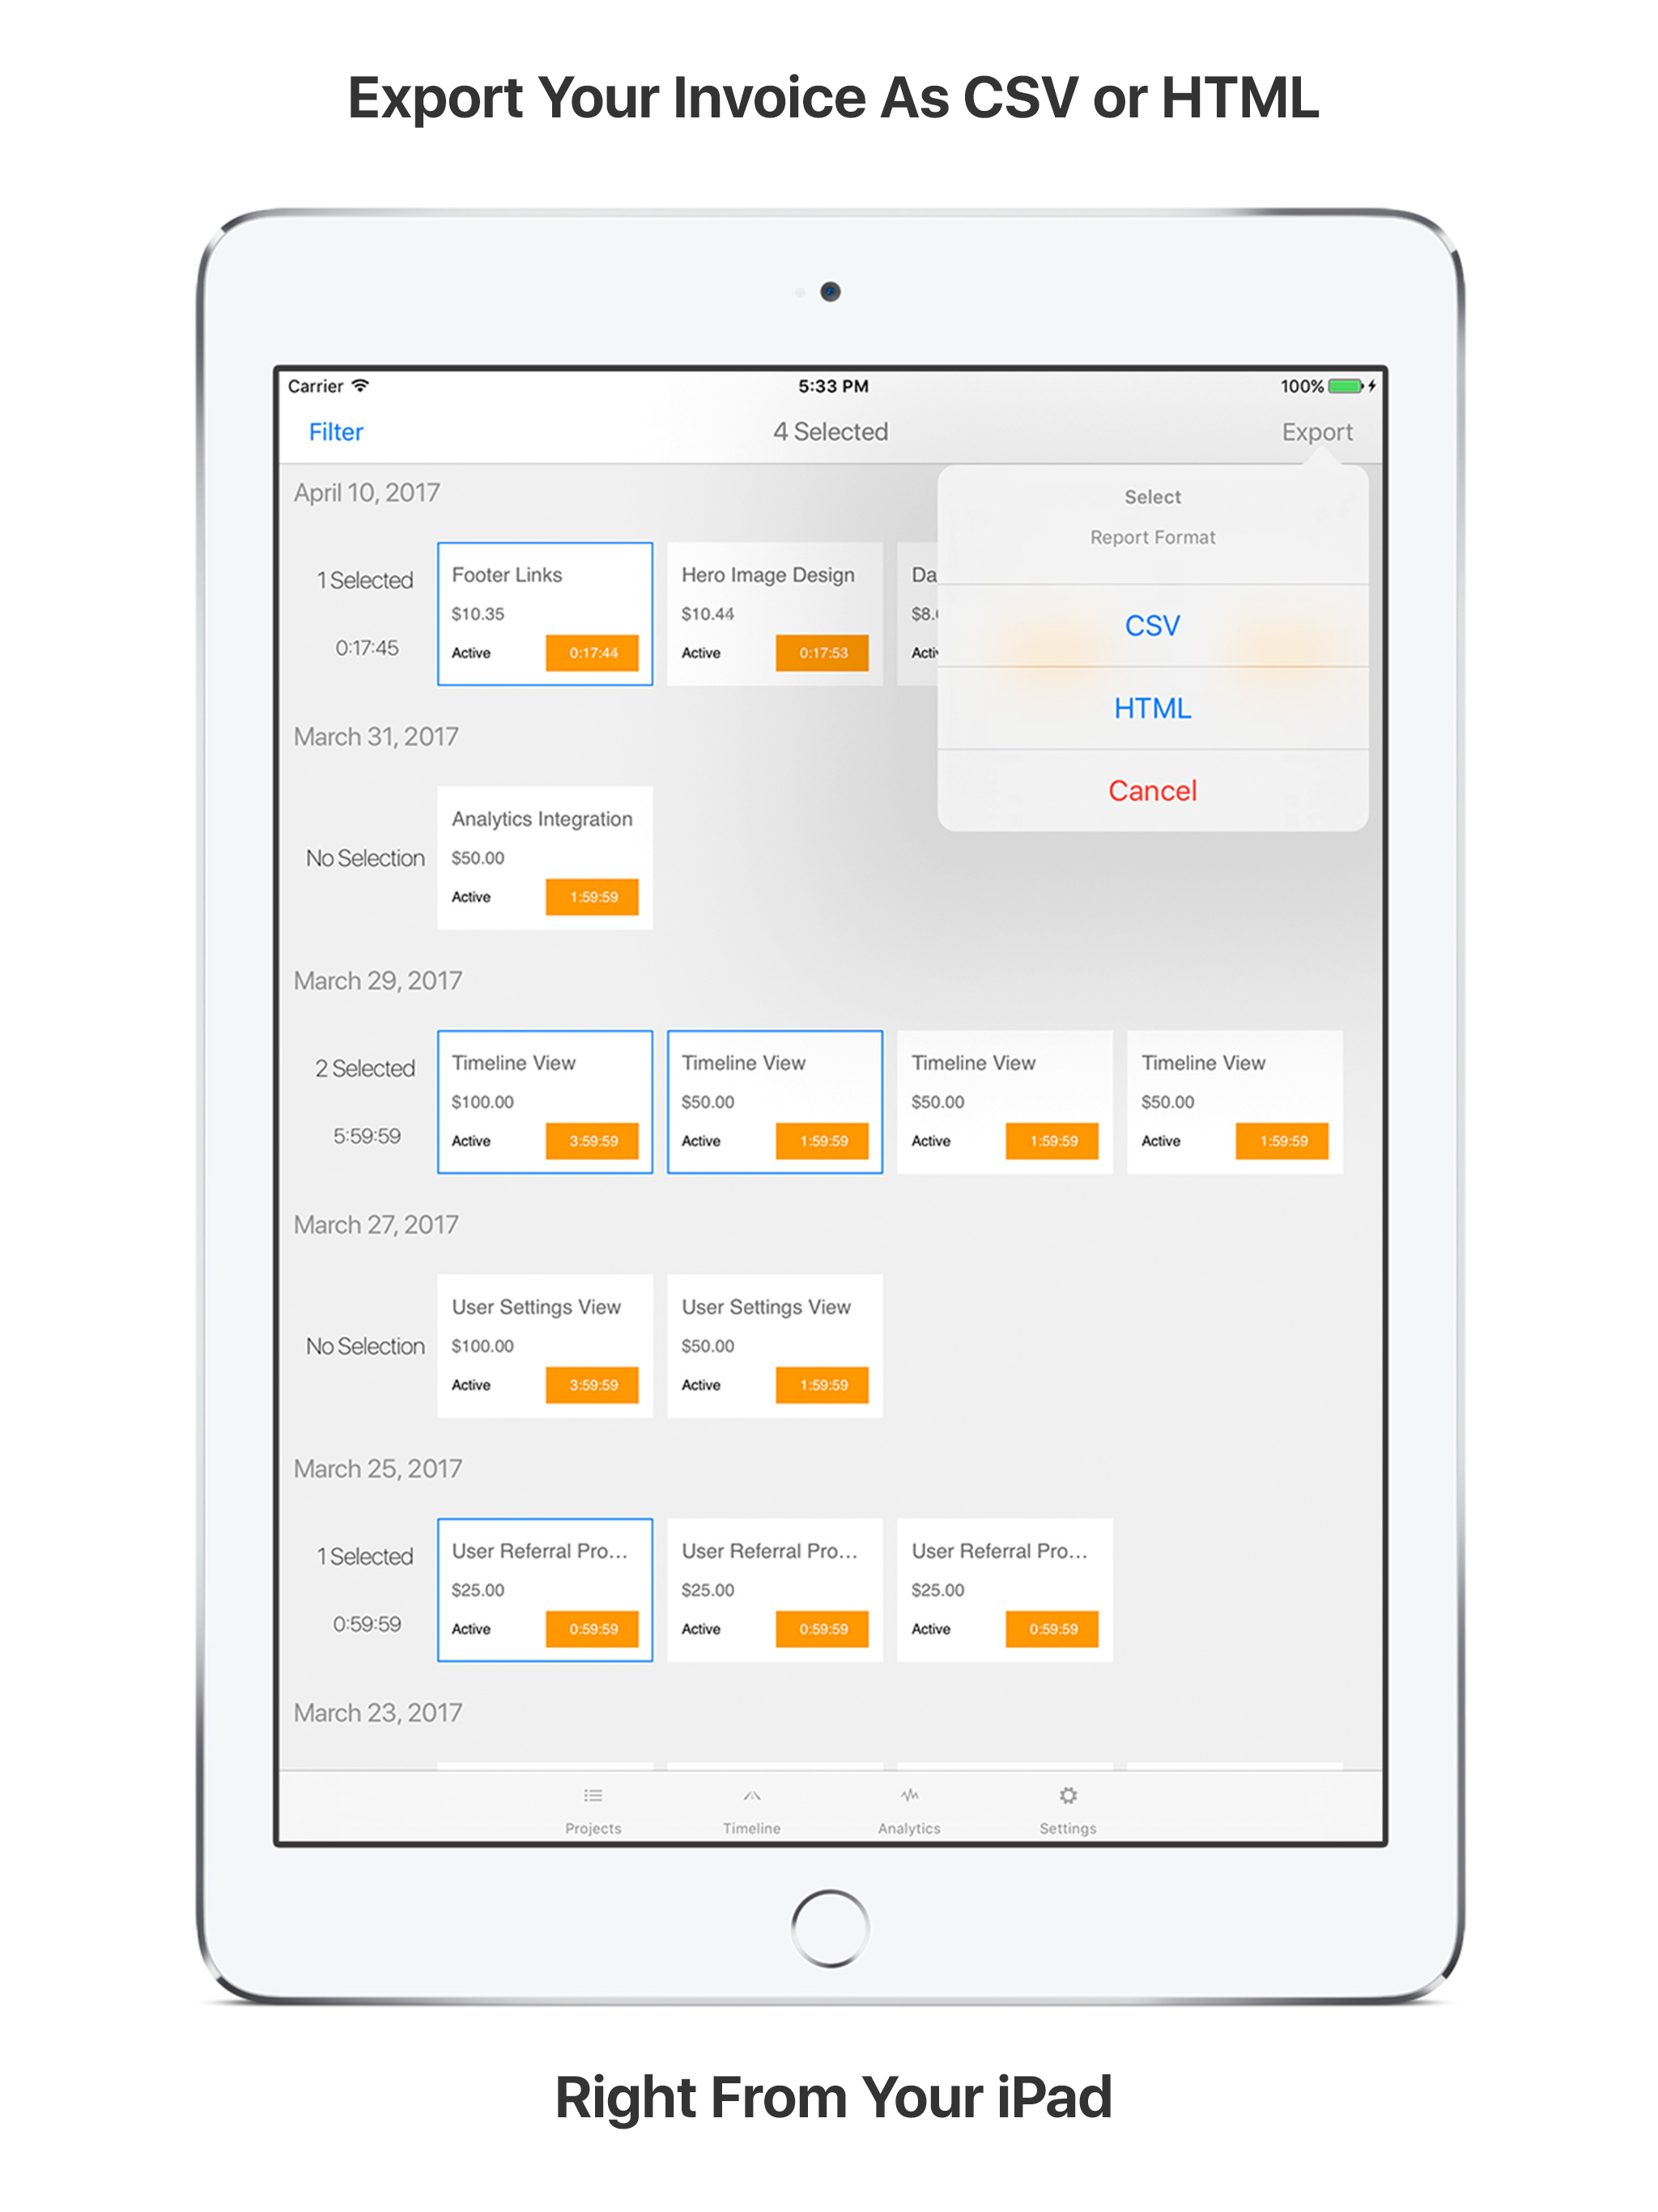 Export Your Invoice As CSV or HTML
Carrier 5:33 PM 100%
Filter 4 Selected Export
April 10, 2017
Select
Report Format
CSV
HTML
Cancel
1 Selected
0:17:45
Footer Links
$10.35
Active 0:17:44
Hero Image Design
$10.44
Active 0:17:53
March 31, 2017
No Selection
Analytics Integration
$50.00
Active 1:59:59
March 29, 2017
2 Selected
5:59:59
Timeline View
$100.00
Active 3:59:59
Timeline View
$50.00
Active 1:59:59
Timeline View
$50.00
Active 1:59:59
Timeline View
$50.00
Active 1:59:59
March 27, 2017
No Selection
User Settings View
$100.00
Active 3:59:59
User Settings View
$50.00
Active 1:59:59
March 25, 2017
1 Selected
0:59:59
User Referral Pro...
$25.00
Active 0:59:59
User Referral Pro...
$25.00
Active 0:59:59
User Referral Pro...
$25.00
Active 0:59:59
March 23, 2017
Projects Timeline Analytics Settings
Right From Your iPad